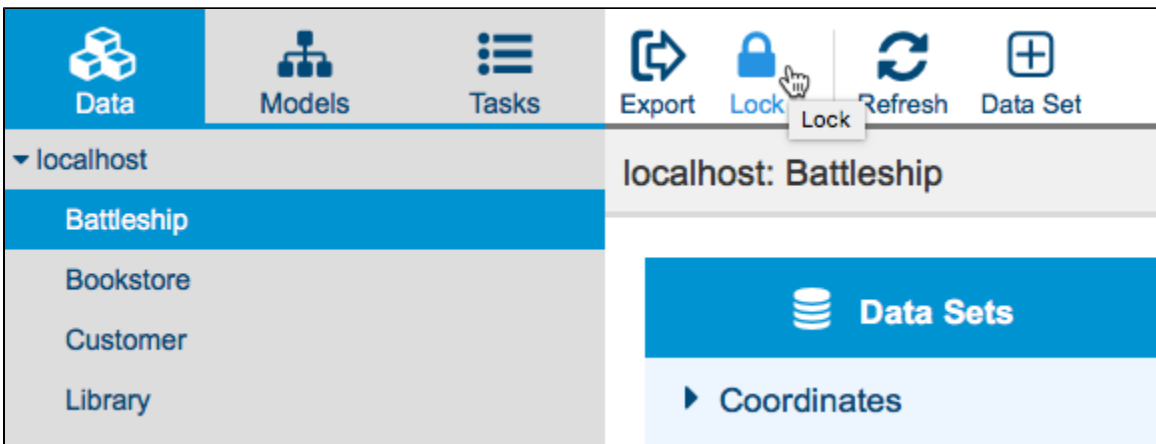 Data Models Tasks Export Lock Refresh Data Set
Lock
localhost
localhost: Battleship
Battleship
Bookstore
Customer
Library
Data Sets
Coordinates